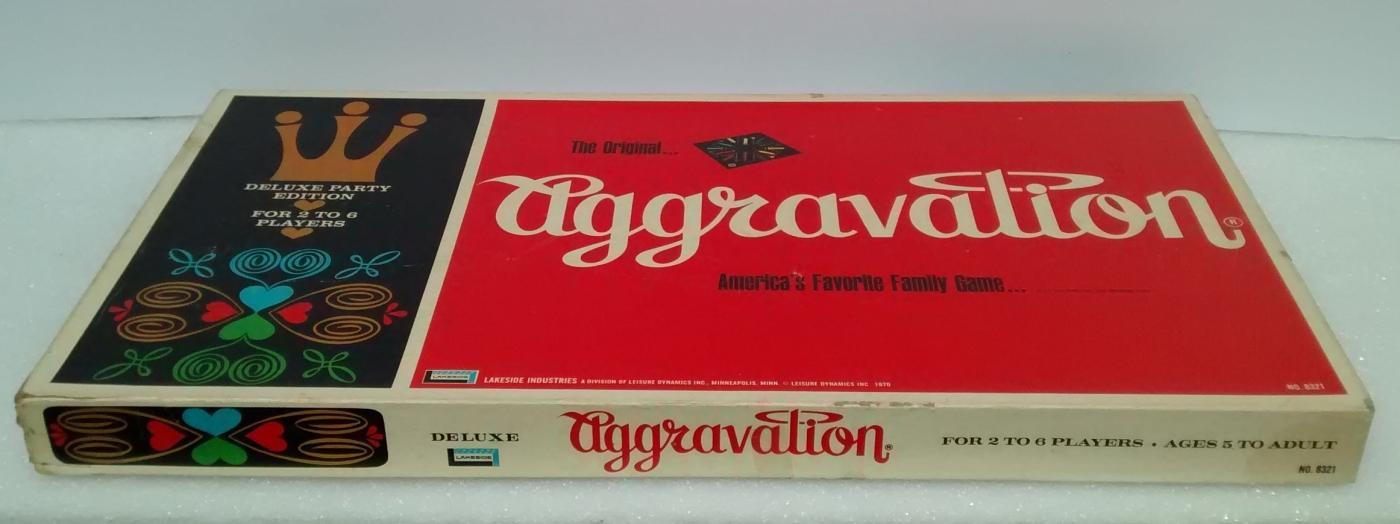 DELUXE PARTY
EDITION
FOR 2 TO 6
PLAYERS
The Original...
Aggravation®
America's Favorite Family Game...
LAKESIDE
LAKESIDE INDUSTRIES A DIVISION OF LEISURE DYNAMICS INC., MINNEAPOLIS, MINN. © LEISURE DYNAMICS INC 1970
NO. 8321
DELUXE
LAKESIDE
Aggravation®
FOR 2 TO 6 PLAYERS • AGES 5 TO ADULT
NO. 8321